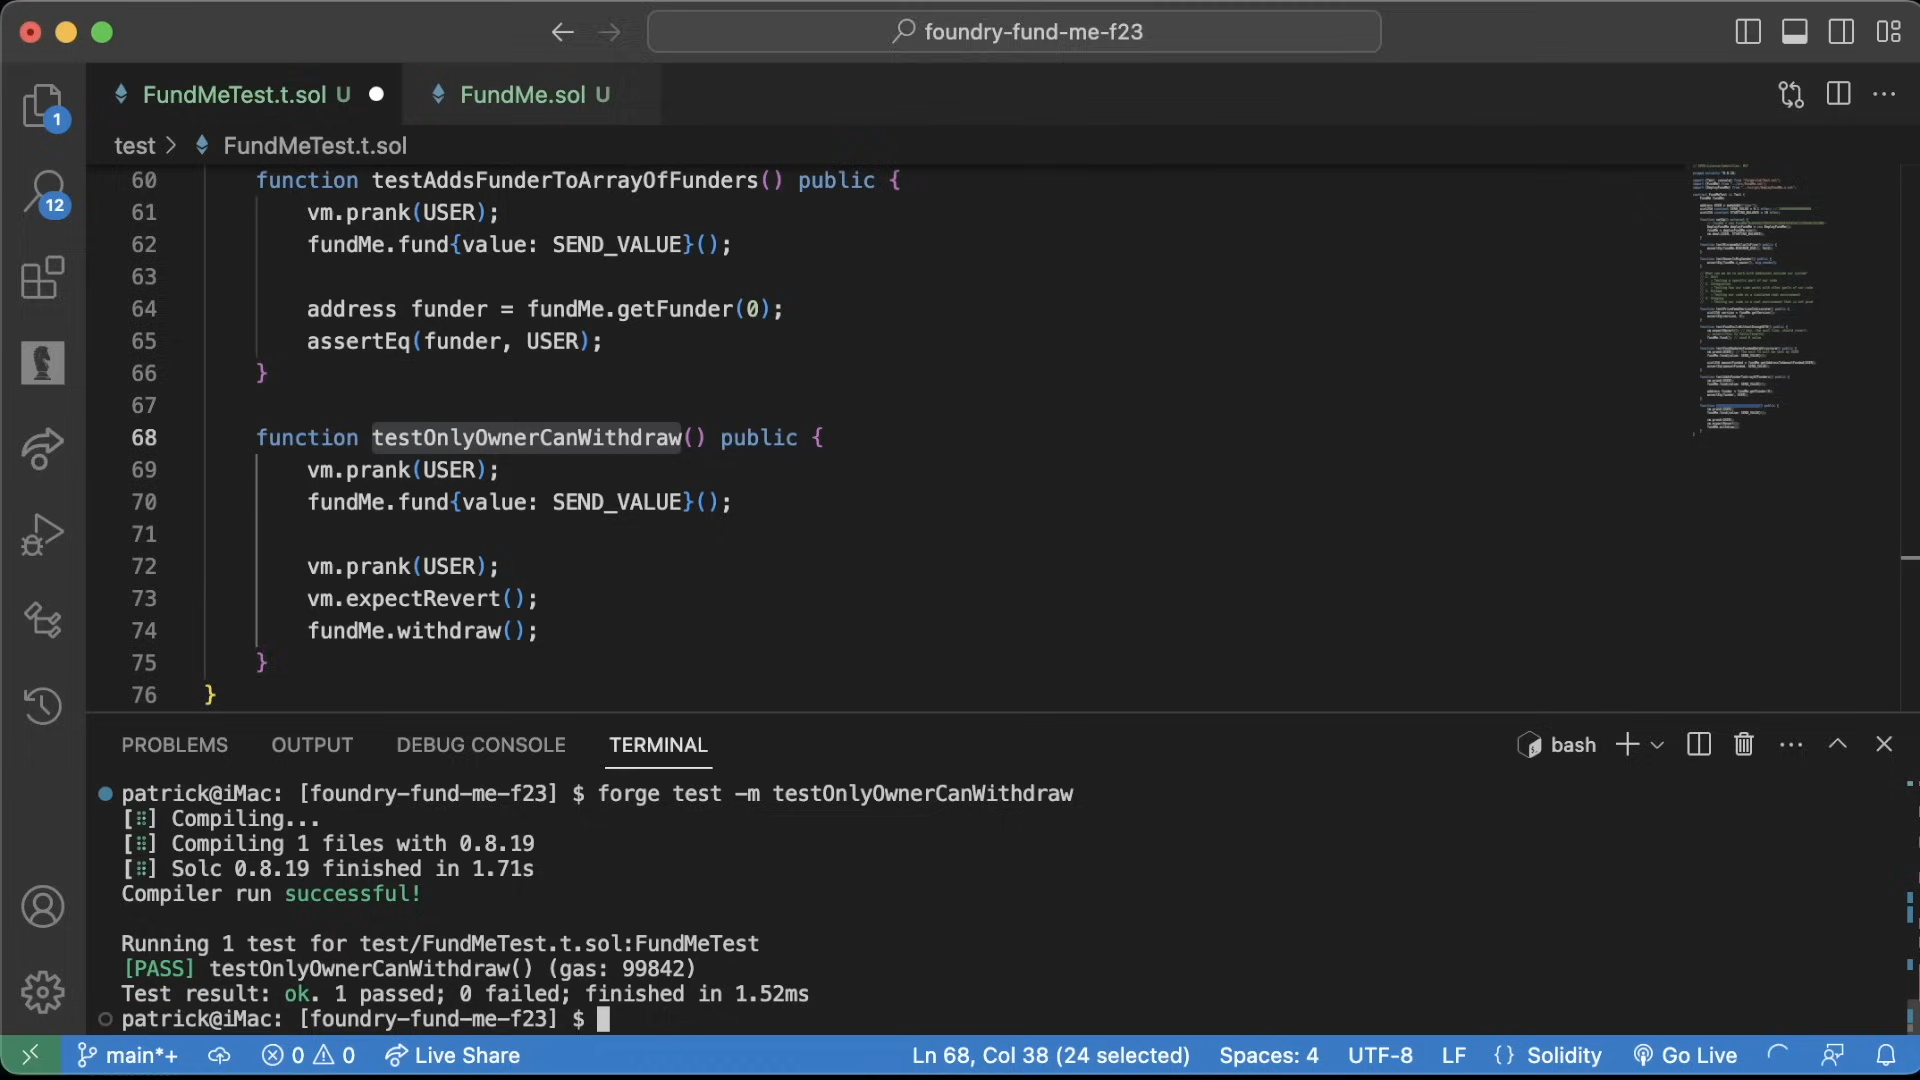 foundry-fund-me-f23
FundMeTest.t.sol U
FundMe.sol U
test > FundMeTest.t.sol
60 function testAddsFunderToArrayOfFunders() public {
61 vm.prank(USER);
62 fundMe.fund{value: SEND_VALUE}();
63
64 address funder = fundMe.getFunder(0);
65 assertEq(funder, USER);
66 }
67
68 function testOnlyOwnerCanWithdraw() public {
69 vm.prank(USER);
70 fundMe.fund{value: SEND_VALUE}();
71
72 vm.prank(USER);
73 vm.expectRevert();
74 fundMe.withdraw();
75 }
76 }
1
12
PROBLEMS OUTPUT DEBUG CONSOLE TERMINAL bash
patrick@iMac: [foundry-fund-me-f23] $ forge test -m testOnlyOwnerCanWithdraw
[⠿] Compiling...
[⠿] Compiling 1 files with 0.8.19
[⠿] Solc 0.8.19 finished in 1.71s
Compiler run successful!
Running 1 test for test/FundMeTest.t.sol:FundMeTest
[PASS] testOnlyOwnerCanWithdraw() (gas: 99842)
Test result: ok. 1 passed; 0 failed; finished in 1.52ms
patrick@iMac: [foundry-fund-me-f23] $
main*+ 0 0 Live Share Ln 68, Col 38 (24 selected) Spaces: 4 UTF-8 LF {} Solidity Go Live